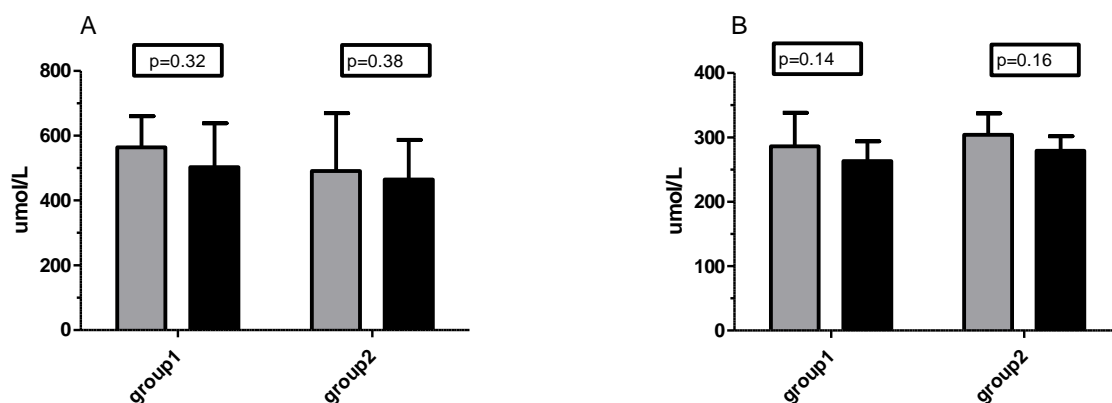 A
p=0.32
p=0.38
800
600
400
200
0
umol/L
group1
group2
B
p=0.14
p=0.16
400
300
200
100
0
umol/L
group1
group2